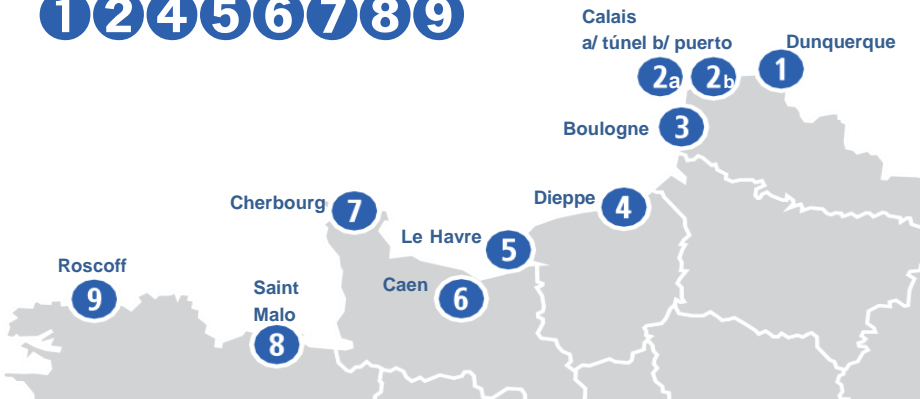 1 2 4 5 6 7 8 9
Calais
a/ túnel b/ puerto
Dunquerque
2a 2b 1
Boulogne 3
Cherbourg 7
Dieppe 4
Le Havre 5
Roscoff
9
Caen 6
Saint
Malo
8